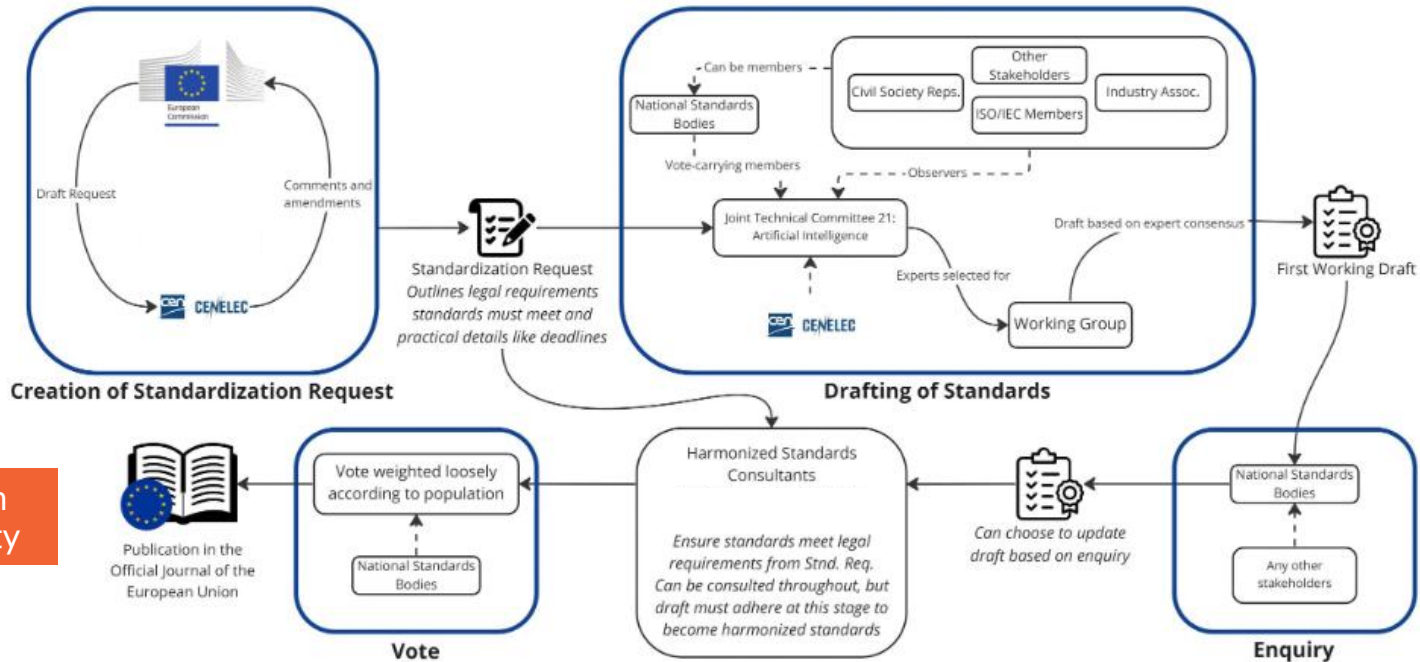 European
Commission
Draft Request
Comments and
amendments
cen CENELEC
Creation of Standardization Request
Standardization Request
Outlines legal requirements
standards must meet and
practical details like deadlines
Can be members
National Standards
Bodies
Vote-carrying members
Other
Stakeholders
Civil Society Reps.
Industry Assoc.
ISO/IEC Members
Observers
Joint Technical Committee 21:
Artificial Intelligence
cen CENELEC
Experts selected for
Working Group
Draft based on expert consensus
Drafting of Standards
First Working Draft
National Standards
Bodies
Any other
stakeholders
Enquiry
Can choose to update
draft based on enquiry
Harmonized Standards
Consultants
Ensure standards meet legal
requirements from Stnd. Req.
Can be consulted throughout, but
draft must adhere at this stage to
become harmonized standards
Vote weighted loosely
according to population
National Standards
Bodies
Vote
Publication in the
Official Journal of the
European Union